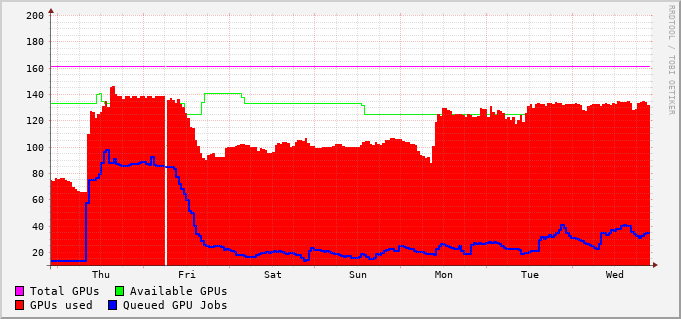 200
180
160
140
120
100
80
60
40
20
Thu Fri Sat Sun Mon Tue Wed
Total GPUs Available GPUs
GPUs used Queued GPU Jobs
RRDTOOL / TOBI OETIKER